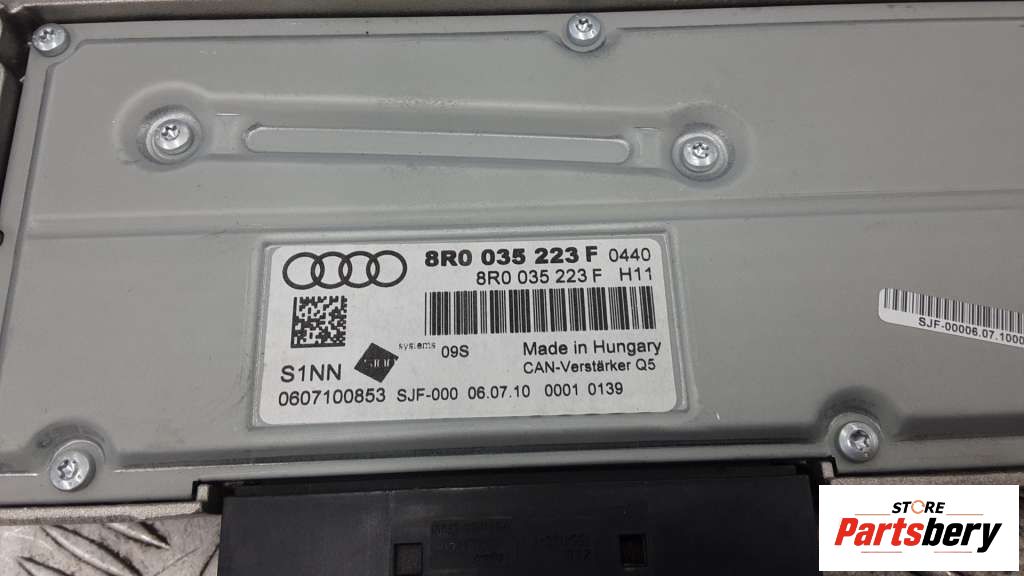 8R0 035 223 F 0440
8R0 035 223 F H11
systems 09S
Made in Hungary
S1NN
CAN-Verstärker Q5
0607100853 SJF-000 06.07.10 0001 0139
SJF-00006.07.1000
STORE
Partsbery